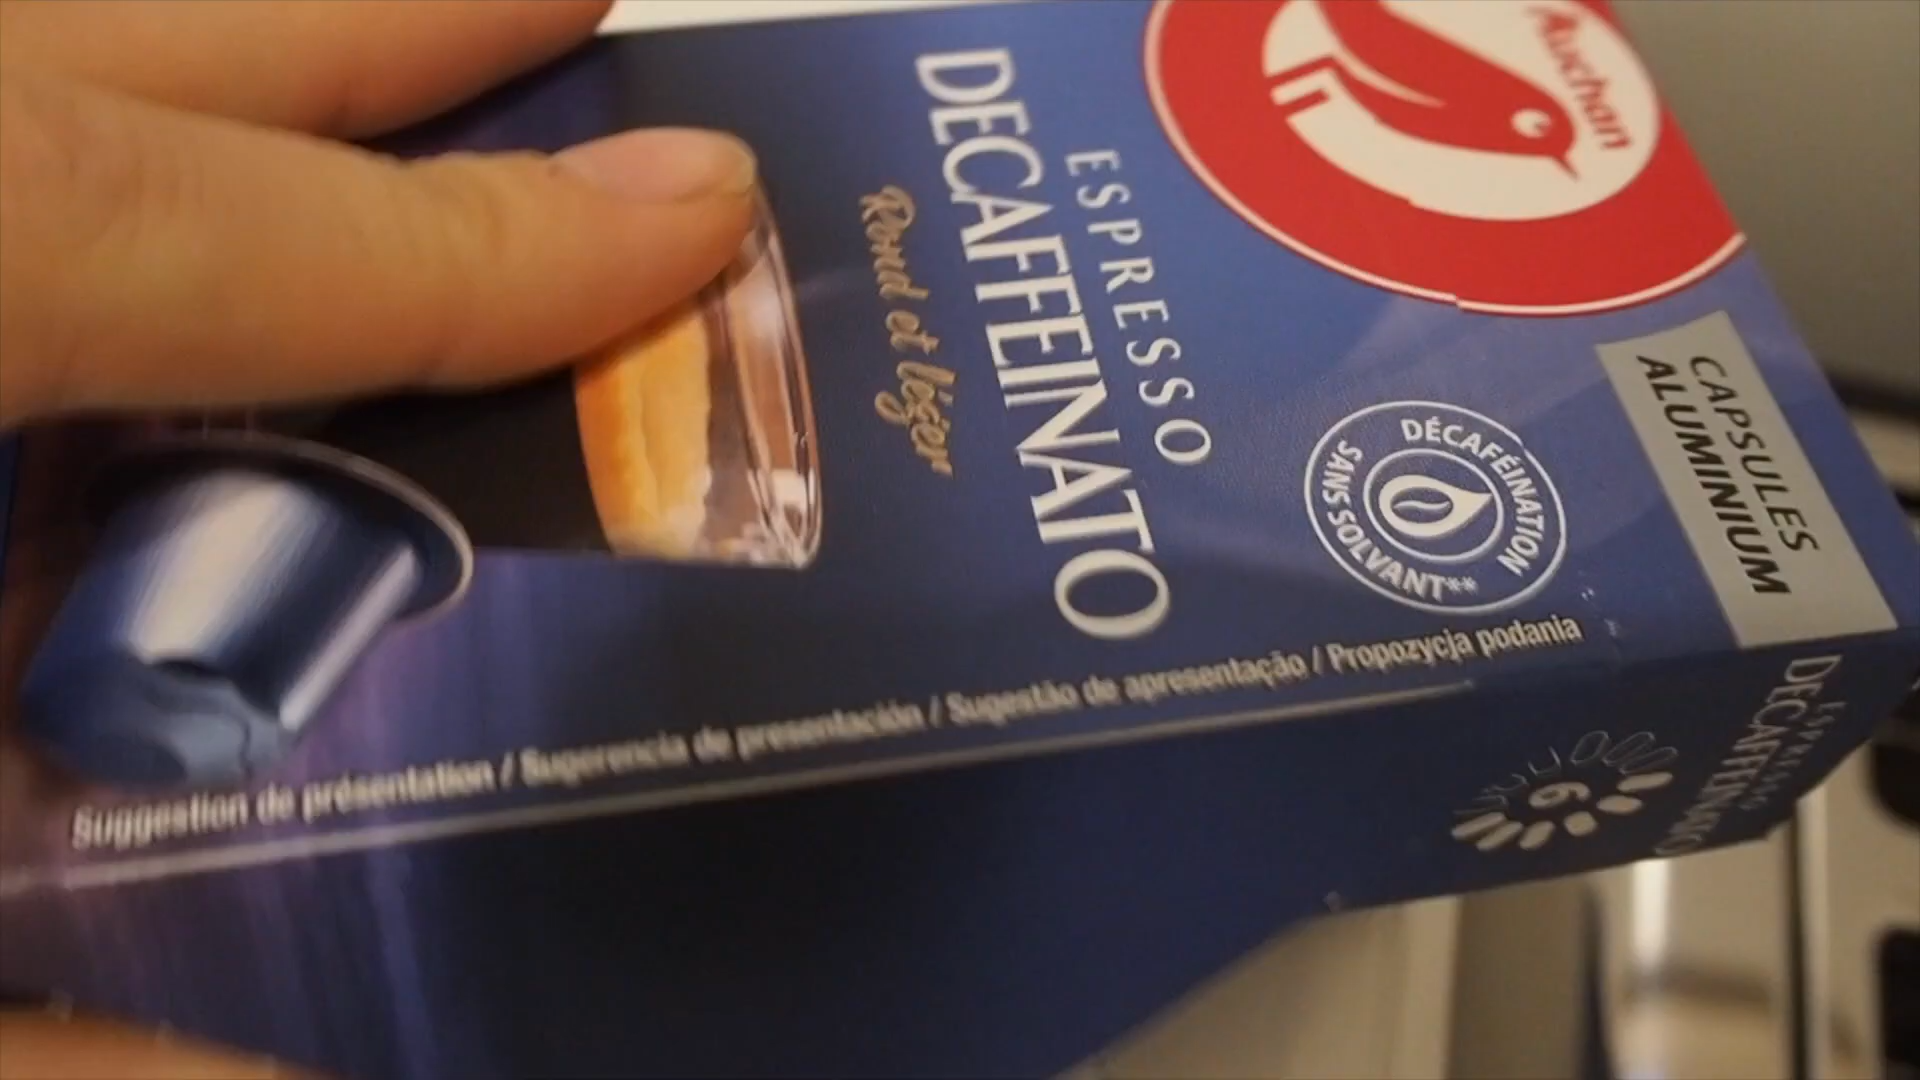 Auchan
CAPSULES
ALUMINIUM
ESPRESSO
DECAFFEINATO
Rond et léger
DÉCAFÉINATION
SANS SOLVANT**
Suggestion de présentation / Sugerencia de presentación / Sugestão de apresentação / Propozycja podania
ESPRESSO
DECAFFEINATO
6